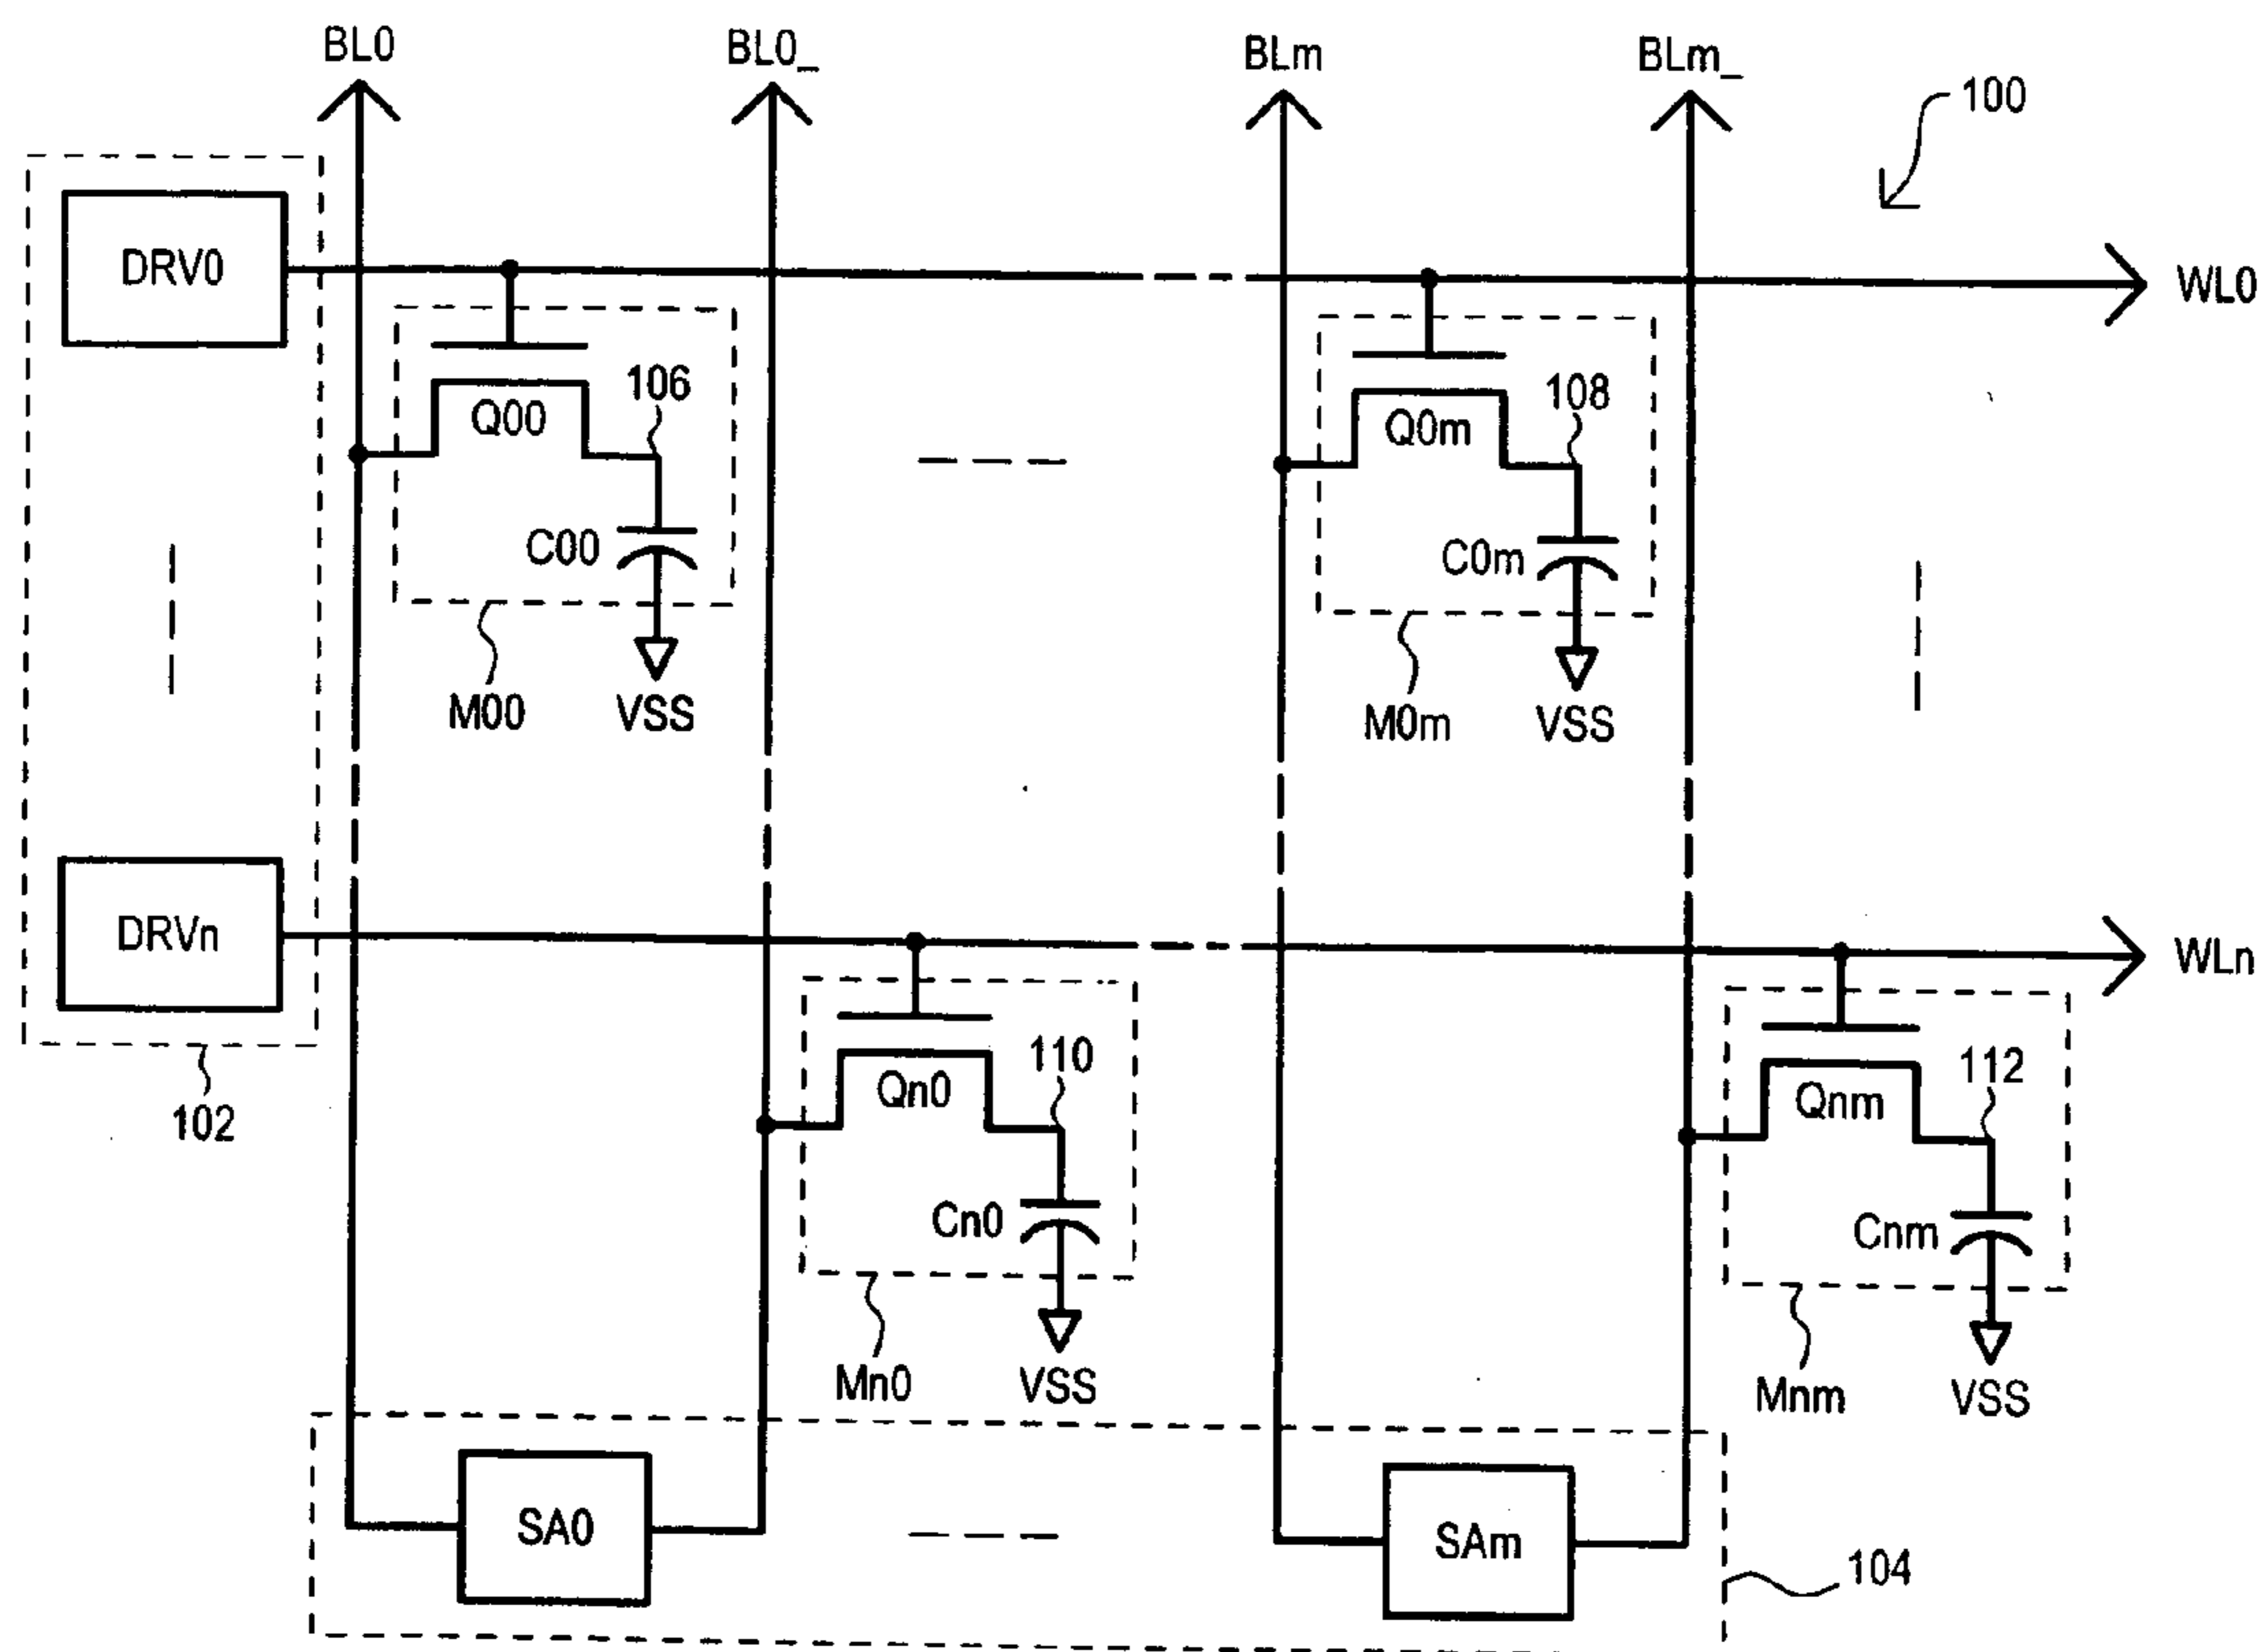 BL0
BL0_
BLm
BLm_
100
DRV0
WL0
106
Q00
108
Q0m
C00
C0m
M00
VSS
M0m
VSS
DRVn
WLn
110
Qn0
112
Qnm
102
Cn0
Cnm
Mn0
VSS
Mnm
VSS
SA0
SAm
104